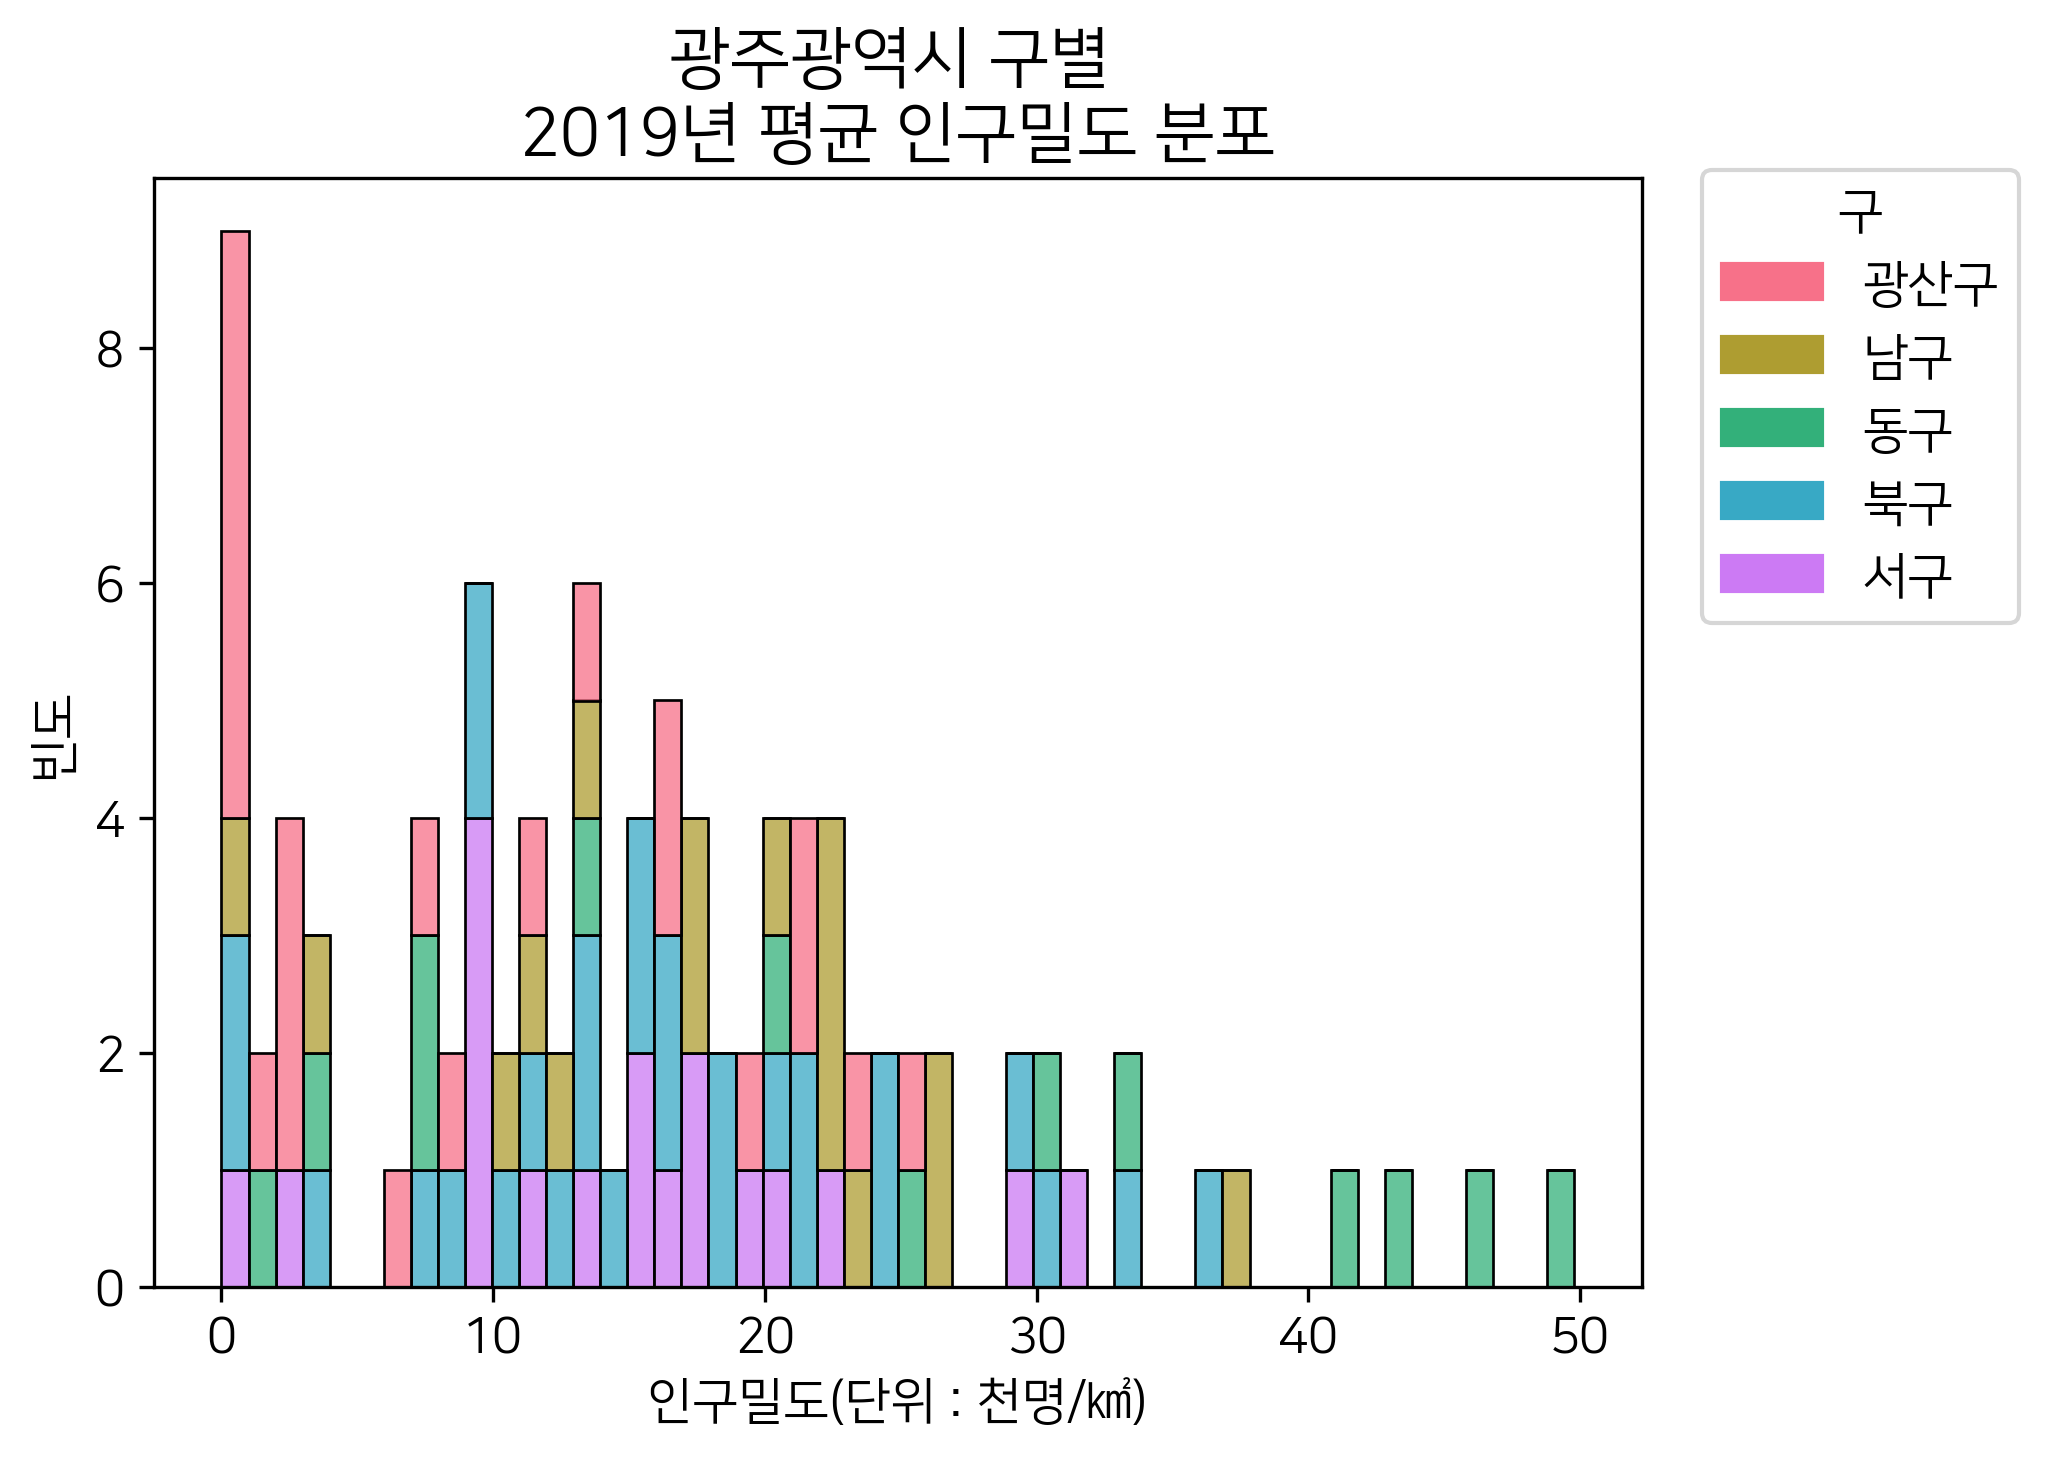 광주광역시 구별
2019년 평균 인구밀도 분포
구
광산구
남구
동구
북구
서구
빈도
8
6
4
2
0
0 10 20 30 40 50
인구밀도(단위 : 천명/㎢)